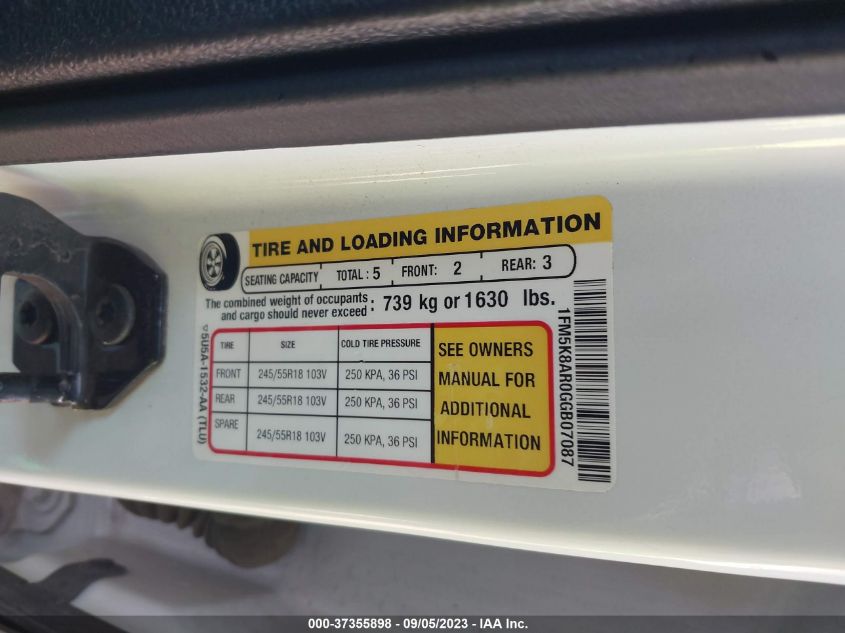 TIRE AND LOADING INFORMATION
SEATING CAPACITY TOTAL : 5 FRONT: 2 REAR: 3
The combined weight of occupants
and cargo should never exceed : 739 kg or 1630 lbs.
TIRE SIZE COLD TIRE PRESSURE
FRONT 245/55R18 103V 250 KPA, 36 PSI
REAR 245/55R18 103V 250 KPA, 36 PSI
SPARE 245/55R18 103V 250 KPA, 36 PSI
SEE OWNERS
MANUAL FOR
ADDITIONAL
INFORMATION
5U5A-1532-AA (TLU)
1FM5K8AR0GGB07087
000-37355898 - 09/05/2023 - IAA Inc.